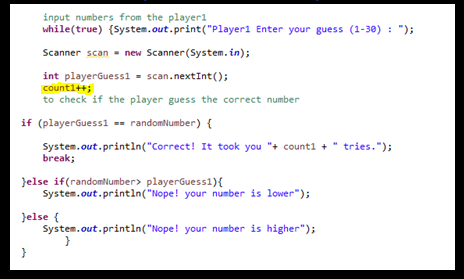 input numbers from the player1
while(true) {System.out.print("Player1 Enter your guess (1-30) : ");
Scanner scan = new Scanner(System.in);
int playerGuess1 = scan.nextInt();
count1++;
to check if the player guess the correct number
if (playerGuess1 == randomNumber) {
System.out.println("Correct! It took you "+ count1 + " tries.");
break;
}else if(randomNumber> playerGuess1){
System.out.println("Nope! your number is lower");
}else {
System.out.println("Nope! your number is higher");
}
}